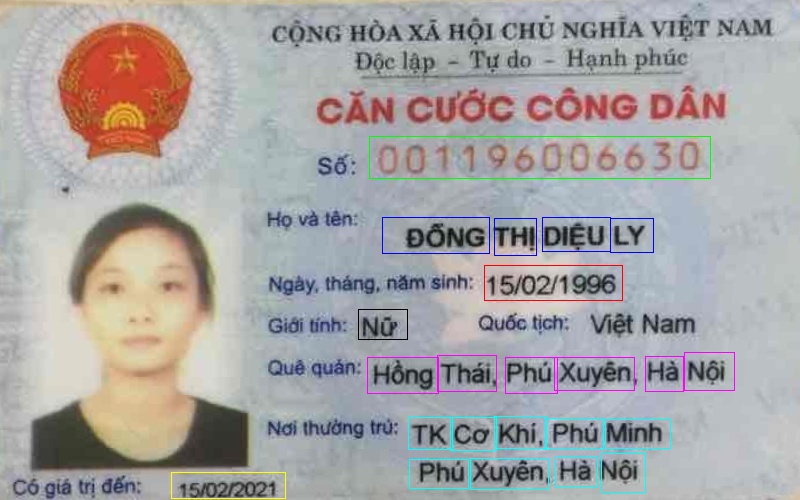 CỘNG HÒA XÃ HỘI CHỦ NGHĨA VIỆT NAM
Độc lập - Tự do - Hạnh phúc
CĂN CƯỚC CÔNG DÂN
Số: 001196006630
Họ và tên: ĐỒNG THỊ DIỆU LY
Ngày, tháng, năm sinh: 15/02/1996
Giới tính: Nữ Quốc tịch: Việt Nam
Quê quán: Hồng Thái, Phú Xuyên, Hà Nội
Nơi thường trú: TK Cơ Khí, Phú Minh
Phú Xuyên, Hà Nội
Có giá trị đến: 15/02/2021